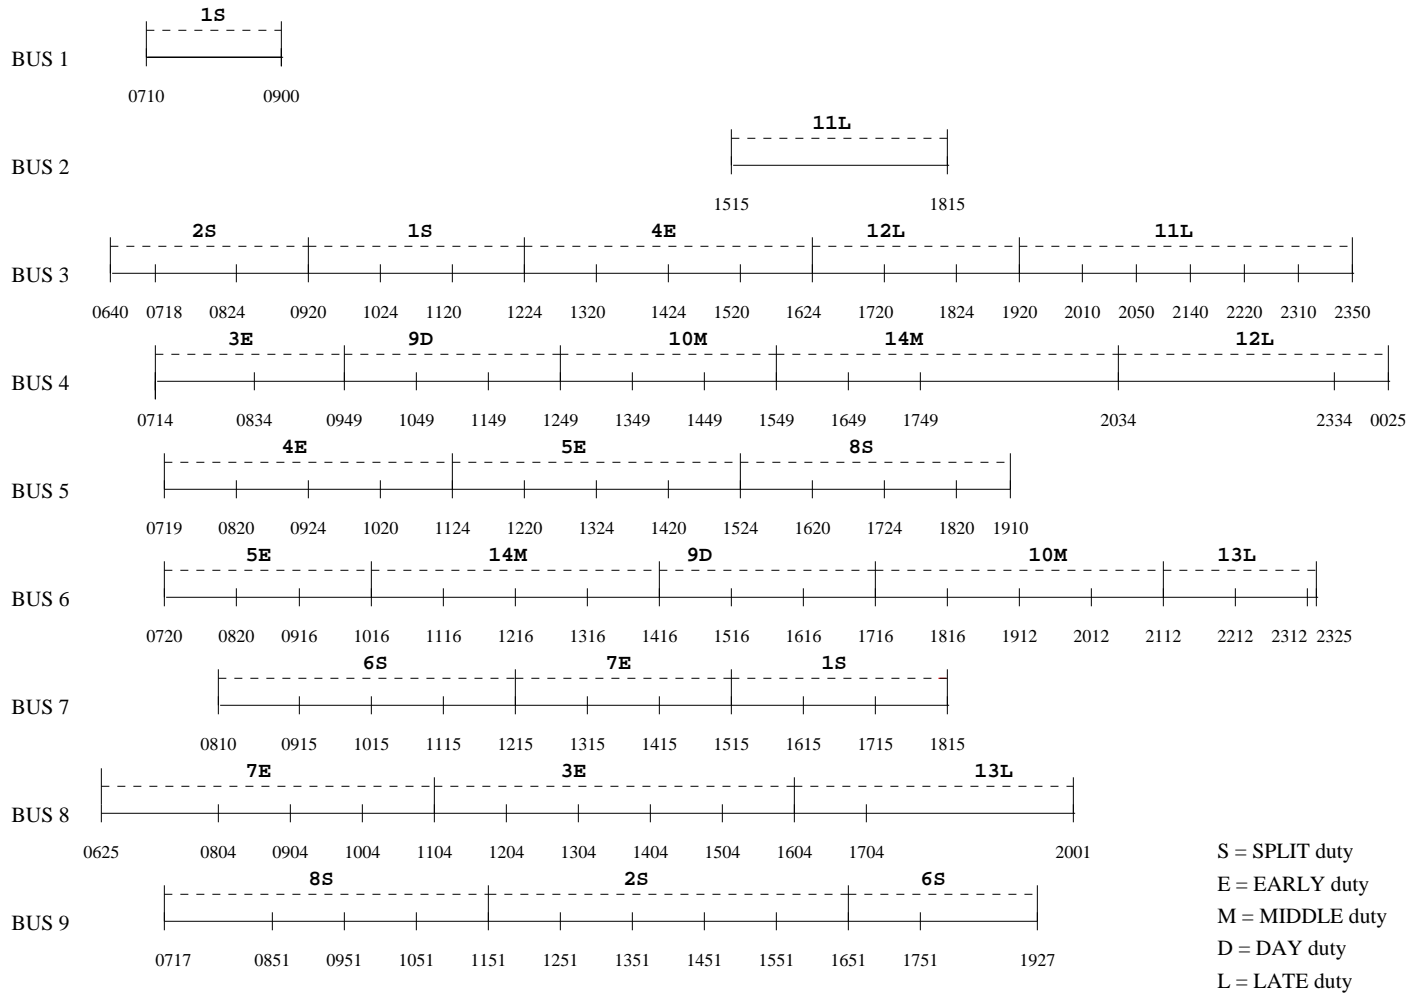 1S
BUS 1
0710 0900
11L
BUS 2
1515 1815
2S 1S 4E 12L 11L
BUS 3
0640 0718 0824 0920 1024 1120 1224 1320 1424 1520 1624 1720 1824 1920 2010 2050 2140 2220 2310 2350
3E 9D 10M 14M 12L
BUS 4
0714 0834 0949 1049 1149 1249 1349 1449 1549 1649 1749 2034 2334 0025
4E 5E 8S
BUS 5
0719 0820 0924 1020 1124 1220 1324 1420 1524 1620 1724 1820 1910
5E 14M 9D 10M 13L
BUS 6
0720 0820 0916 1016 1116 1216 1316 1416 1516 1616 1716 1816 1912 2012 2112 2212 2312 2325
6S 7E 1S
BUS 7
0810 0915 1015 1115 1215 1315 1415 1515 1615 1715 1815
7E 3E 13L
BUS 8
0625 0804 0904 1004 1104 1204 1304 1404 1504 1604 1704 2001
8S 2S 6S
BUS 9
0717 0851 0951 1051 1151 1251 1351 1451 1551 1651 1751 1927
S = SPLIT duty
E = EARLY duty
M = MIDDLE duty
D = DAY duty
L = LATE duty